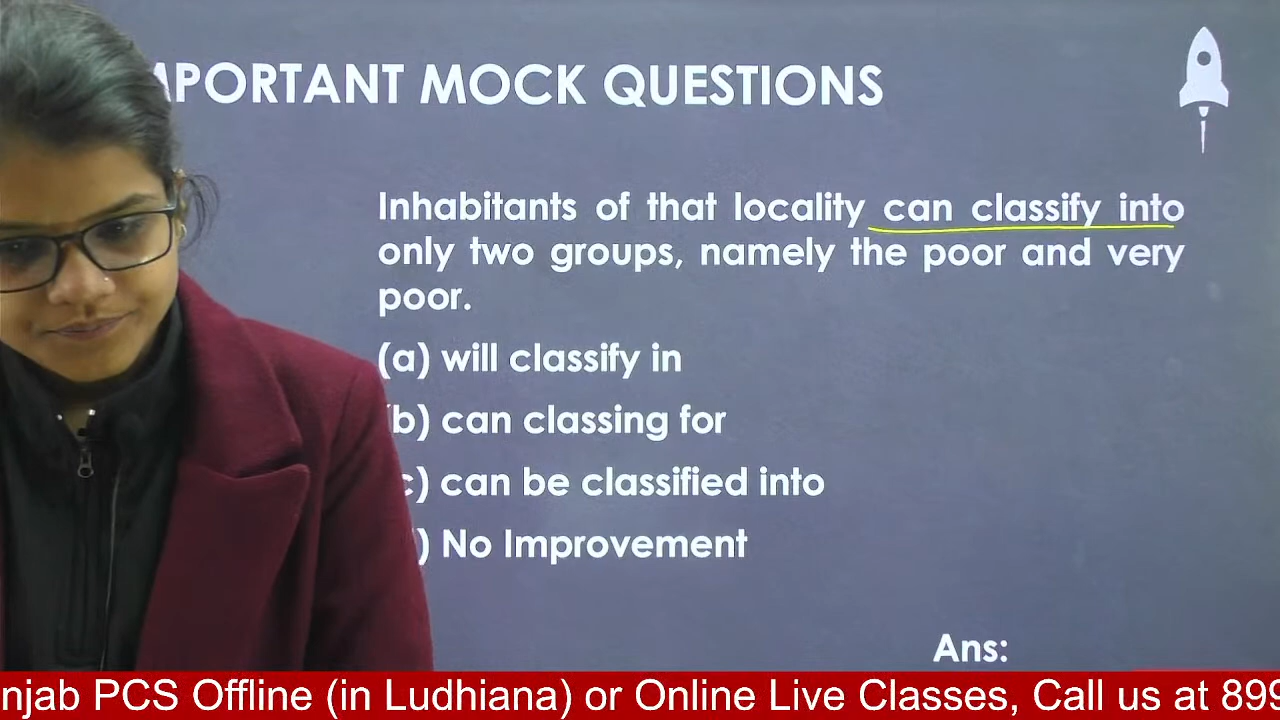 MPORTANT MOCK QUESTIONS
Inhabitants of that locality can classify into
only two groups, namely the poor and very
poor.
(a) will classify in
b) can classing for
c) can be classified into
) No Improvement
Ans:
njab PCS Offline (in Ludhiana) or Online Live Classes, Call us at 899